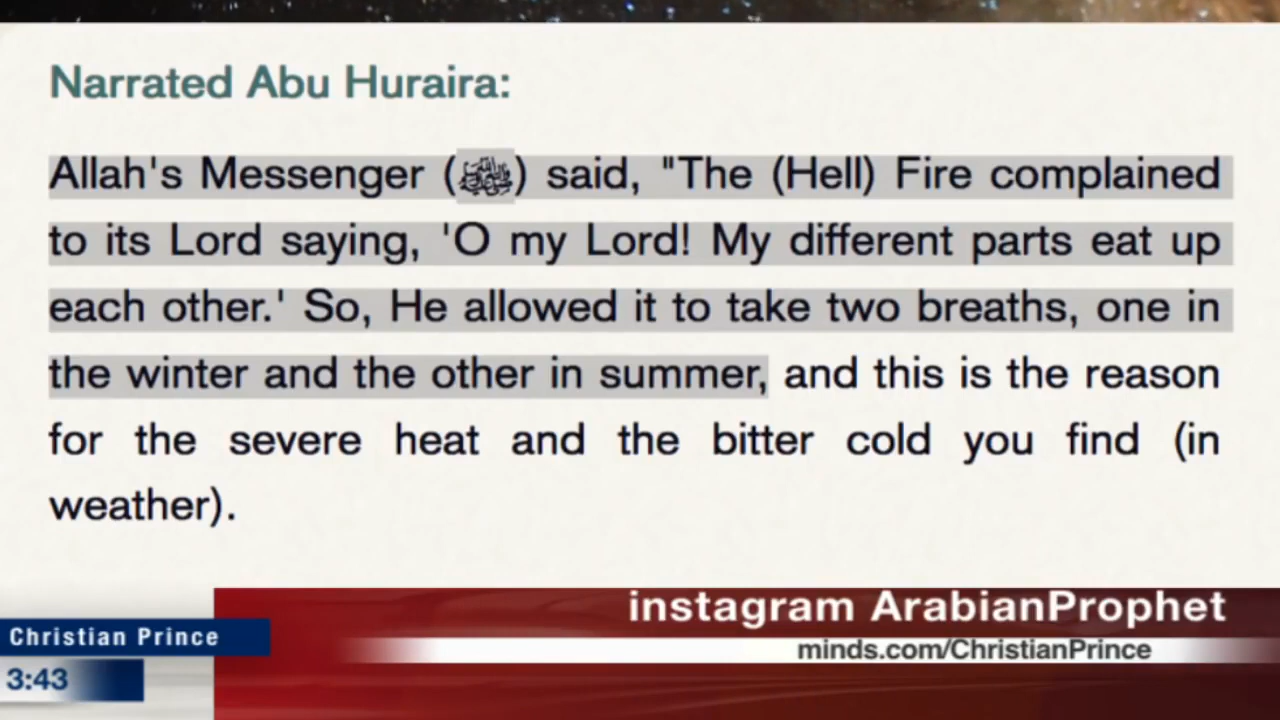 Narrated Abu Huraira:
Allah's Messenger (ﷺ) said, "The (Hell) Fire complained
to its Lord saying, 'O my Lord! My different parts eat up
each other.' So, He allowed it to take two breaths, one in
the winter and the other in summer, and this is the reason
for the severe heat and the bitter cold you find (in
weather).
instagram ArabianProphet
Christian Prince
minds.com/ChristianPrince
3:43